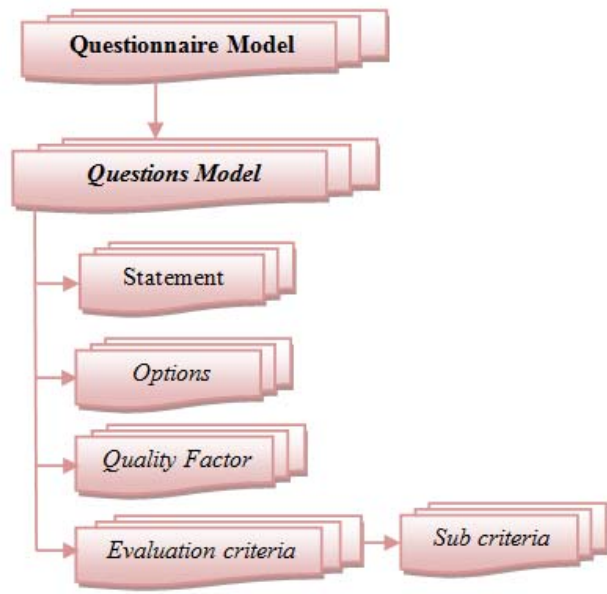 Questionnaire Model
Questions Model
Statement
Options
Quality Factor
Evaluation criteria
Sub criteria